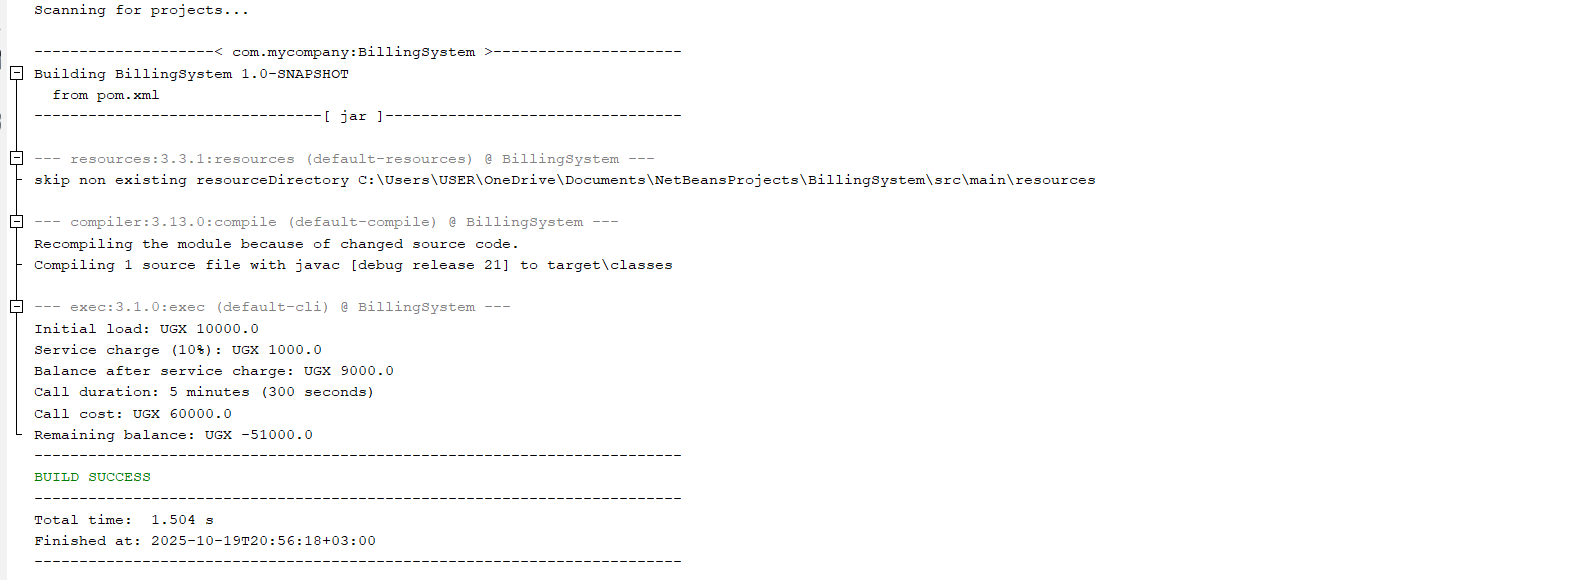 Scanning for projects...
--------------------< com.mycompany:BillingSystem >---------------------
Building BillingSystem 1.0-SNAPSHOT
from pom.xml
--------------------------------[ jar ]---------------------------------
--- resources:3.3.1:resources (default-resources) @ BillingSystem ---
skip non existing resourceDirectory C:\Users\USER\OneDrive\Documents\NetBeansProjects\BillingSystem\src\main\resources
--- compiler:3.13.0:compile (default-compile) @ BillingSystem ---
Recompiling the module because of changed source code.
Compiling 1 source file with javac [debug release 21] to target\classes
--- exec:3.1.0:exec (default-cli) @ BillingSystem ---
Initial load: UGX 10000.0
Service charge (10%): UGX 1000.0
Balance after service charge: UGX 9000.0
Call duration: 5 minutes (300 seconds)
Call cost: UGX 60000.0
Remaining balance: UGX -51000.0
------------------------------------------------------------------------
BUILD SUCCESS
------------------------------------------------------------------------
Total time:  1.504 s
Finished at: 2025-10-19T20:56:18+03:00
------------------------------------------------------------------------